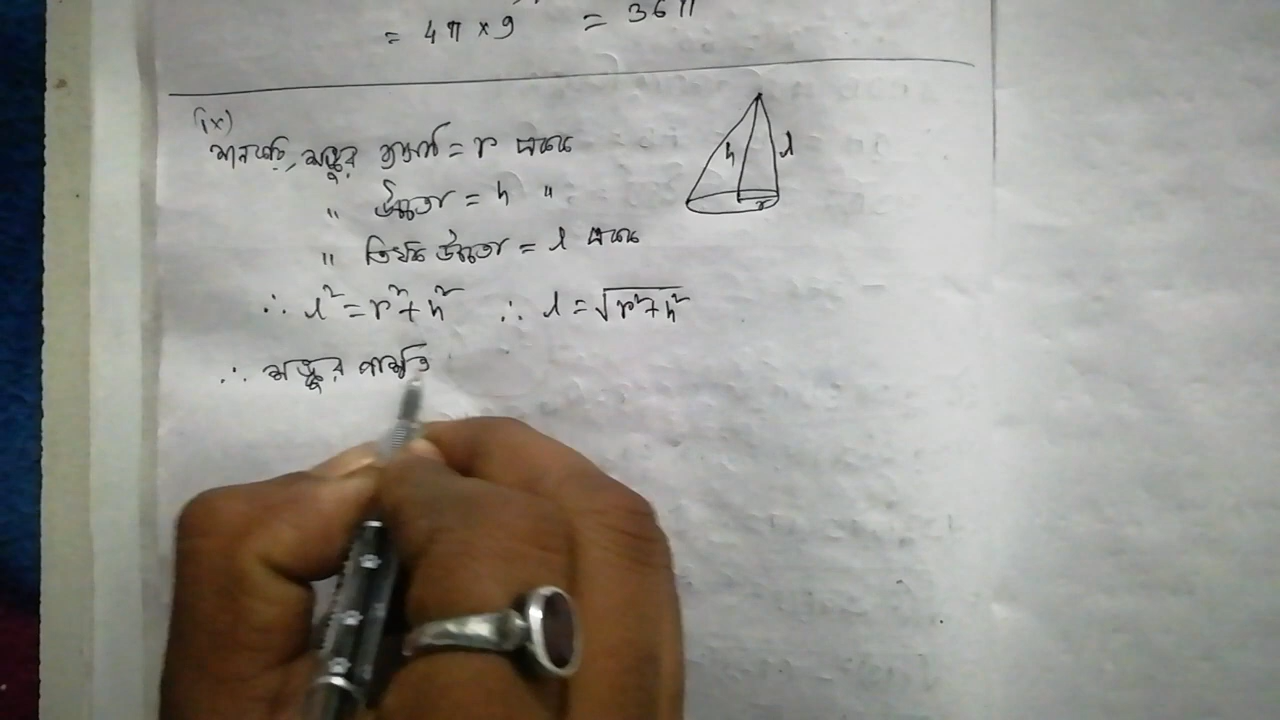 = 4π × 9 = 36π
(ix)
মনেকরি, শঙ্কুর ব্যাসার্ধ = r একক
" উচ্চতা = h "
" তির্যক উচ্চতা = l একক
∴ l² = r² + h² ∴ l = √r² + h²
∴ শঙ্কুর পার্শ্বত
h
l
r